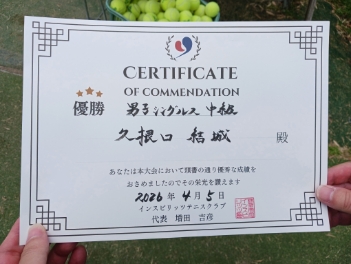 CERTIFICATE
OF COMMENDATION
優勝 男子シングルス 中級
久根口 結城 殿
あなたは本大会において頭書の通り優秀な成績を
おさめましたのでその栄光を讃えます
2026年4月5日
インスピリッツテニスクラブ
代表 増田 吉彦